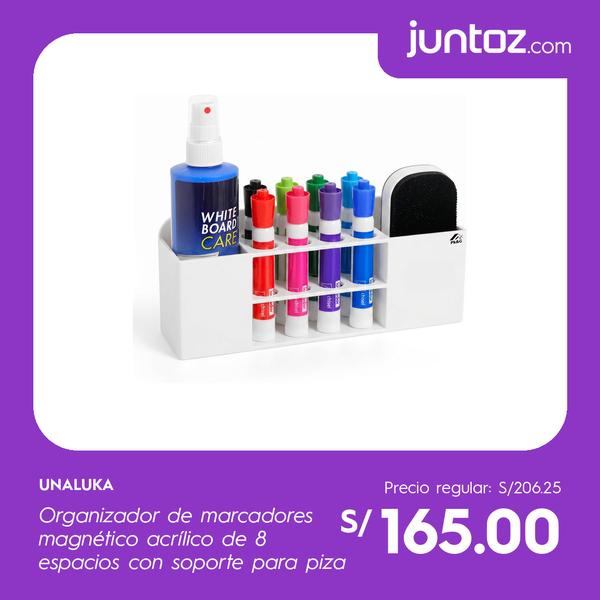 juntoz.com
WHITE
BOARD
CARE
UNALUKA
Organizador de marcadores
magnético acrílico de 8
espacios con soporte para piza
Precio regular: S/206.25
S/165.00